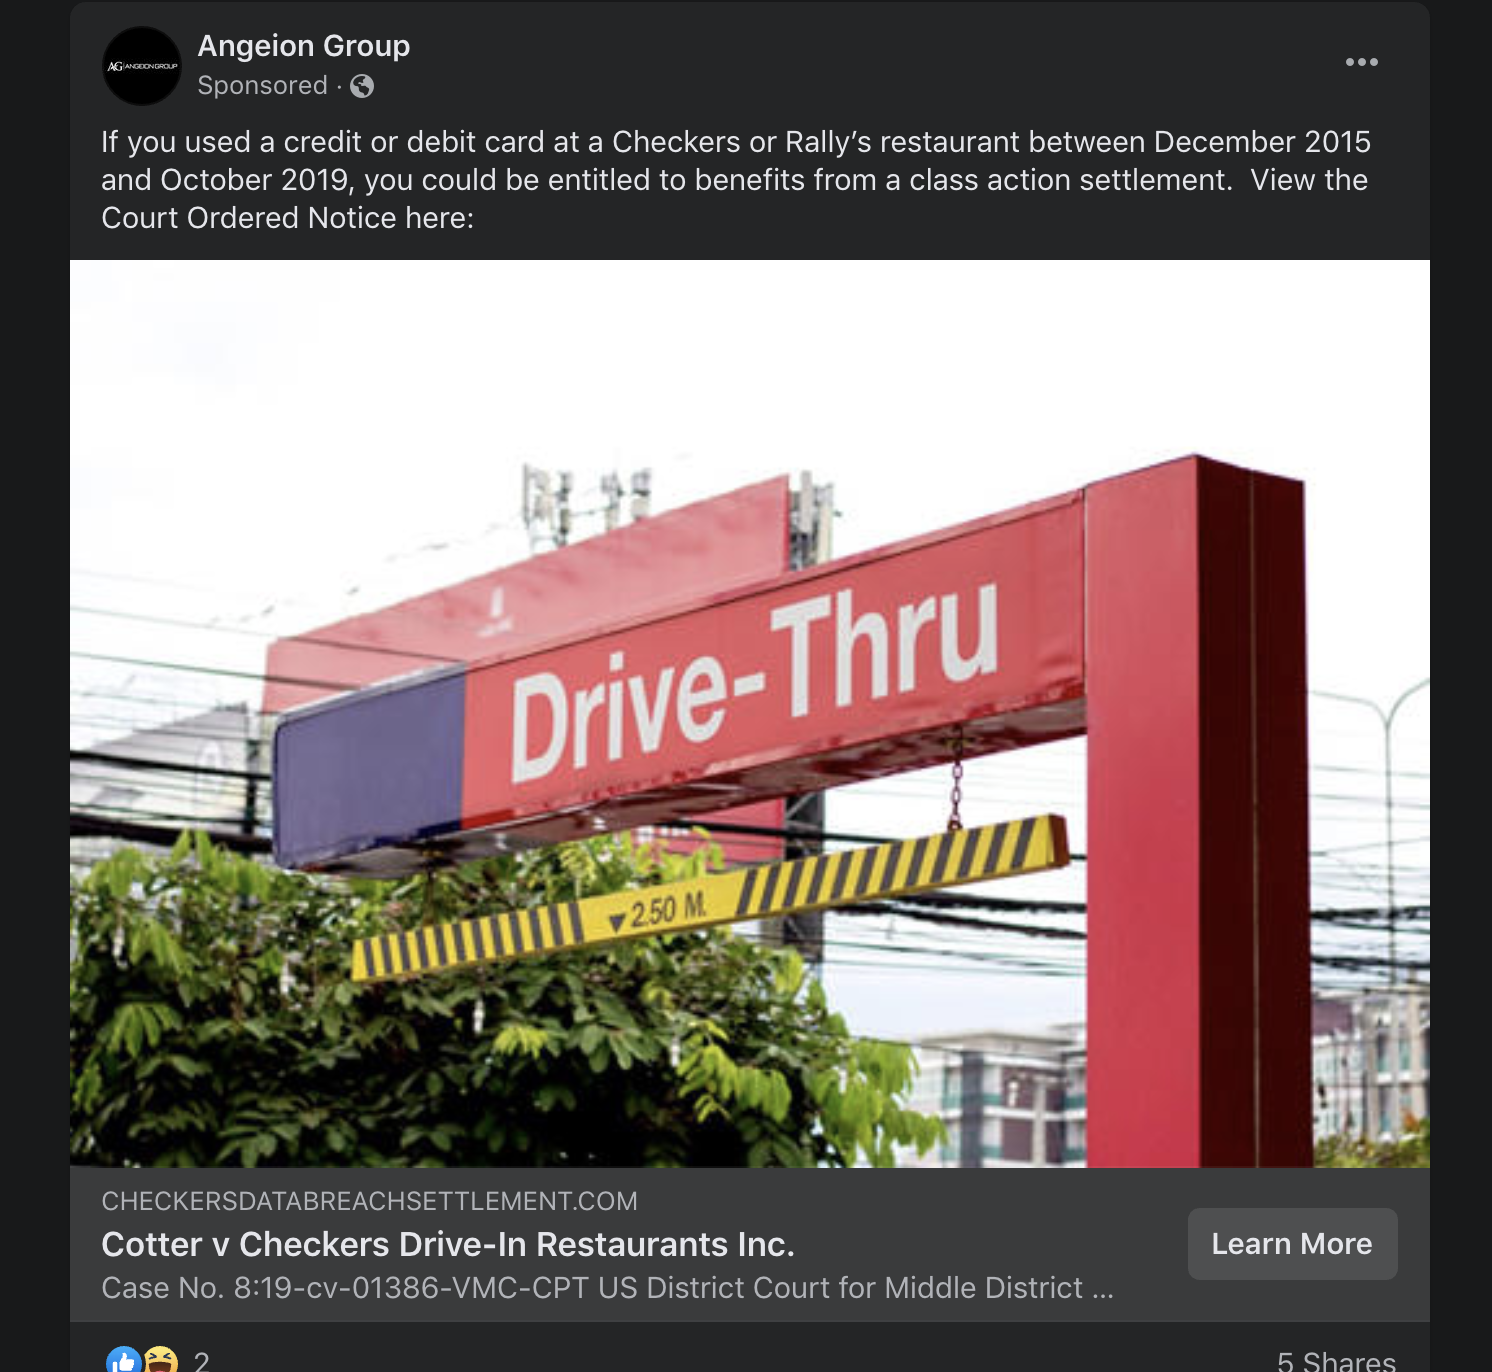 Angeion Group
AG ANGEION GROUP
Sponsored ·
If you used a credit or debit card at a Checkers or Rally's restaurant between December 2015
and October 2019, you could be entitled to benefits from a class action settlement.  View the
Court Ordered Notice here:
Drive-Thru
▼2.50 M.
CHECKERSDATABREACHSETTLEMENT.COM
Cotter v Checkers Drive-In Restaurants Inc.
Learn More
Case No. 8:19-cv-01386-VMC-CPT US District Court for Middle District ...
2
5 Shares